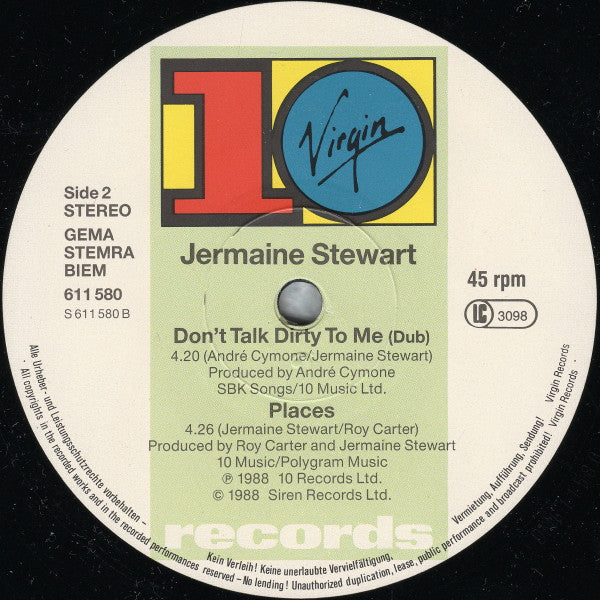 10
Virgin
Side 2
STEREO
GEMA
STEMRA
BIEM
611 580
S 611 580 B
Jermaine Stewart
45 rpm
LC 3098
Don't Talk Dirty To Me (Dub)
4.20 (André Cymone/Jermaine Stewart)
Produced by André Cymone
SBK Songs/10 Music Ltd.
Places
4.26 (Jermaine Stewart/Roy Carter)
Produced by Roy Carter and Jermaine Stewart
10 Music/Polygram Music
℗ 1988 10 Records Ltd.
© 1988 Siren Records Ltd.
records
Alle Urheber- und Leistungsschutzrechte vorbehalten – Kein Verleih! Keine unerlaubte Vervielfältigung, Vermietung, Aufführung, Sendung! Virgin Records
· All copyrights in the recorded works and in the recorded performances reserved – No lending! Unauthorized duplication, lease, public performance and broadcast prohibited! Virgin Records ·